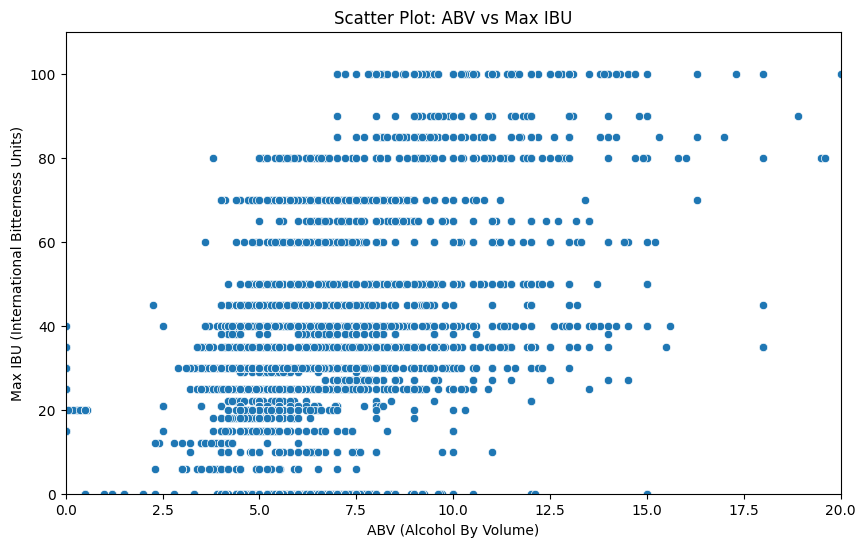 Scatter Plot: ABV vs Max IBU
Max IBU (International Bitterness Units)
100
80
60
40
20
0
0.0 2.5 5.0 7.5 10.0 12.5 15.0 17.5 20.0
ABV (Alcohol By Volume)